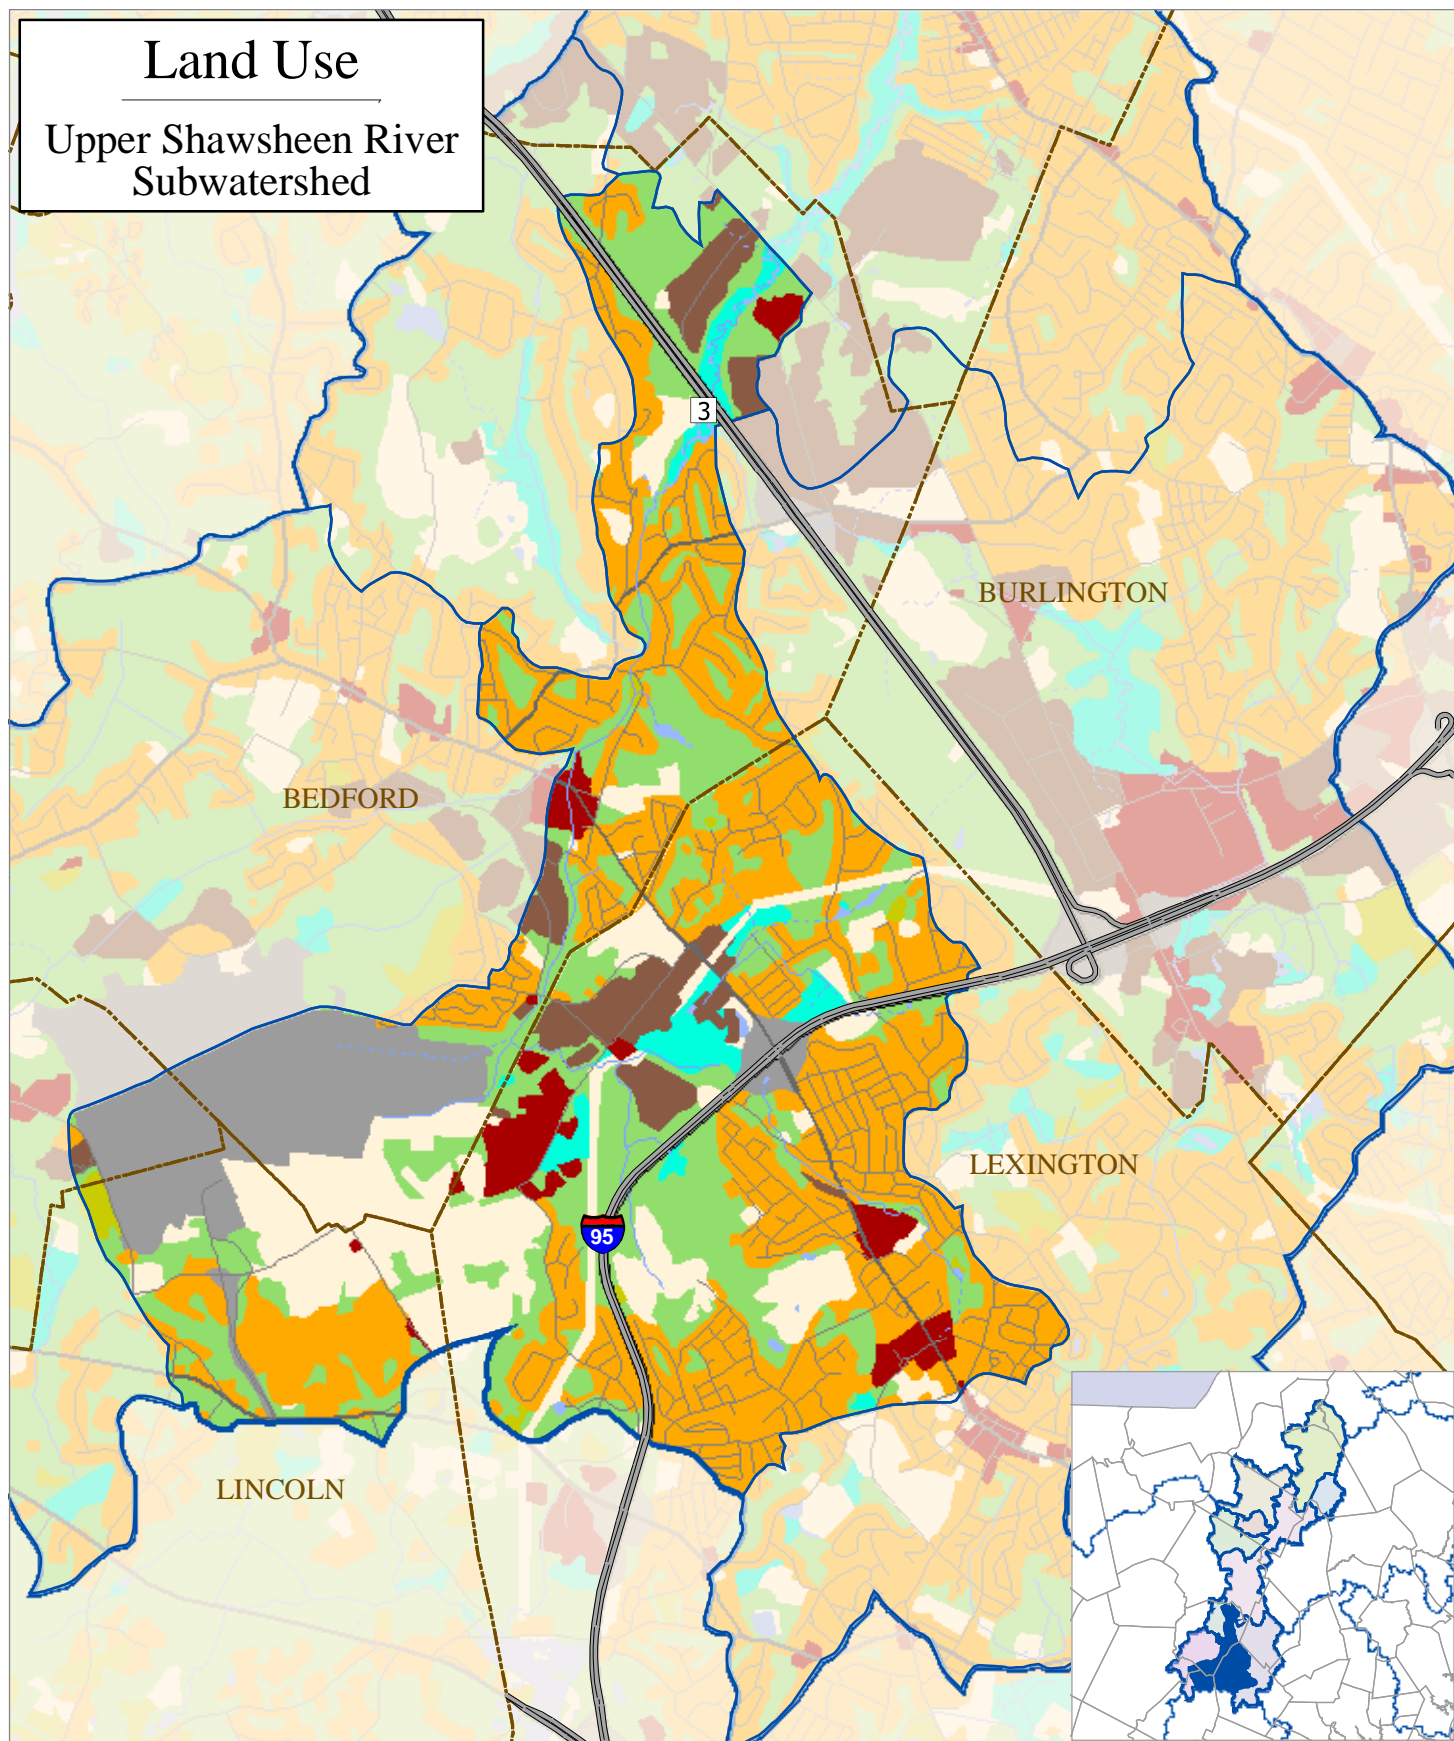 Land Use
Upper Shawsheen River
Subwatershed
3
BURLINGTON
BEDFORD
LEXINGTON
95
LINCOLN